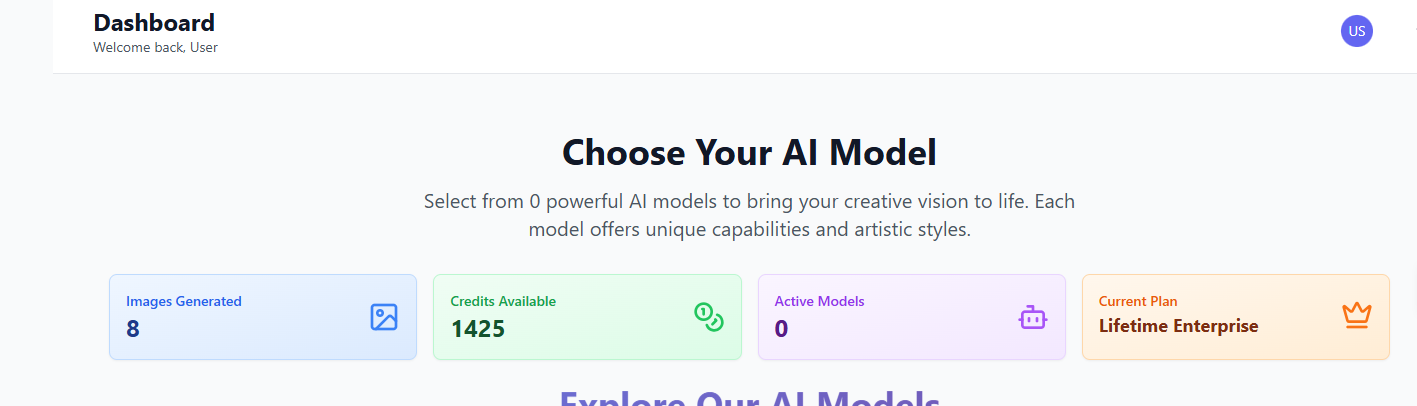 Dashboard
Welcome back, User
US
Choose Your AI Model
Select from 0 powerful AI models to bring your creative vision to life. Each
model offers unique capabilities and artistic styles.
Images Generated
8
Credits Available
1425
Active Models
0
Current Plan
Lifetime Enterprise
Explore Our AI Models